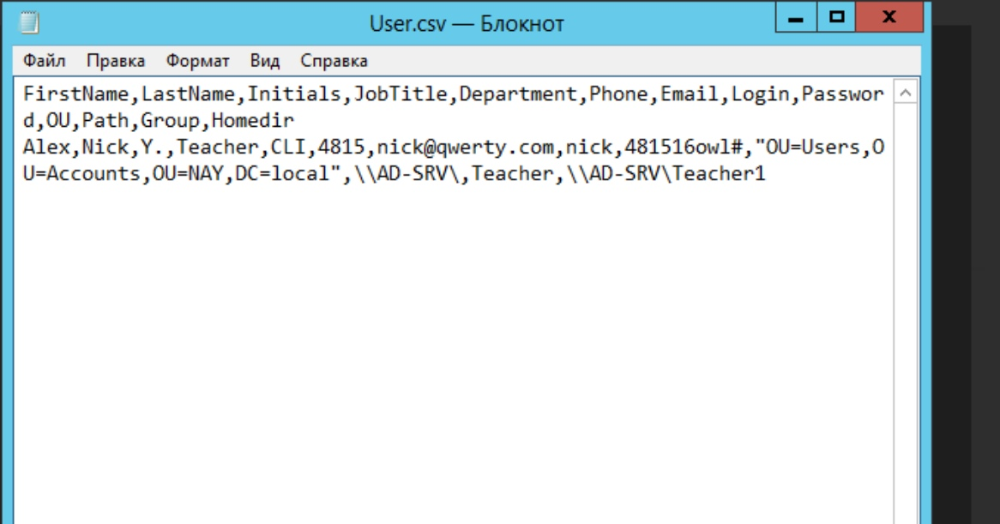 User.csv — Блокнот
Файл Правка Формат Вид Справка
FirstName,LastName,Initials,JobTitle,Department,Phone,Email,Login,Passwor
d,OU,Path,Group,Homedir
Alex,Nick,Y.,Teacher,CLI,4815,nick@qwerty.com,nick,481516owl#,"OU=Users,O
U=Accounts,OU=NAY,DC=local",\\AD-SRV\,Teacher,\\AD-SRV\Teacher1